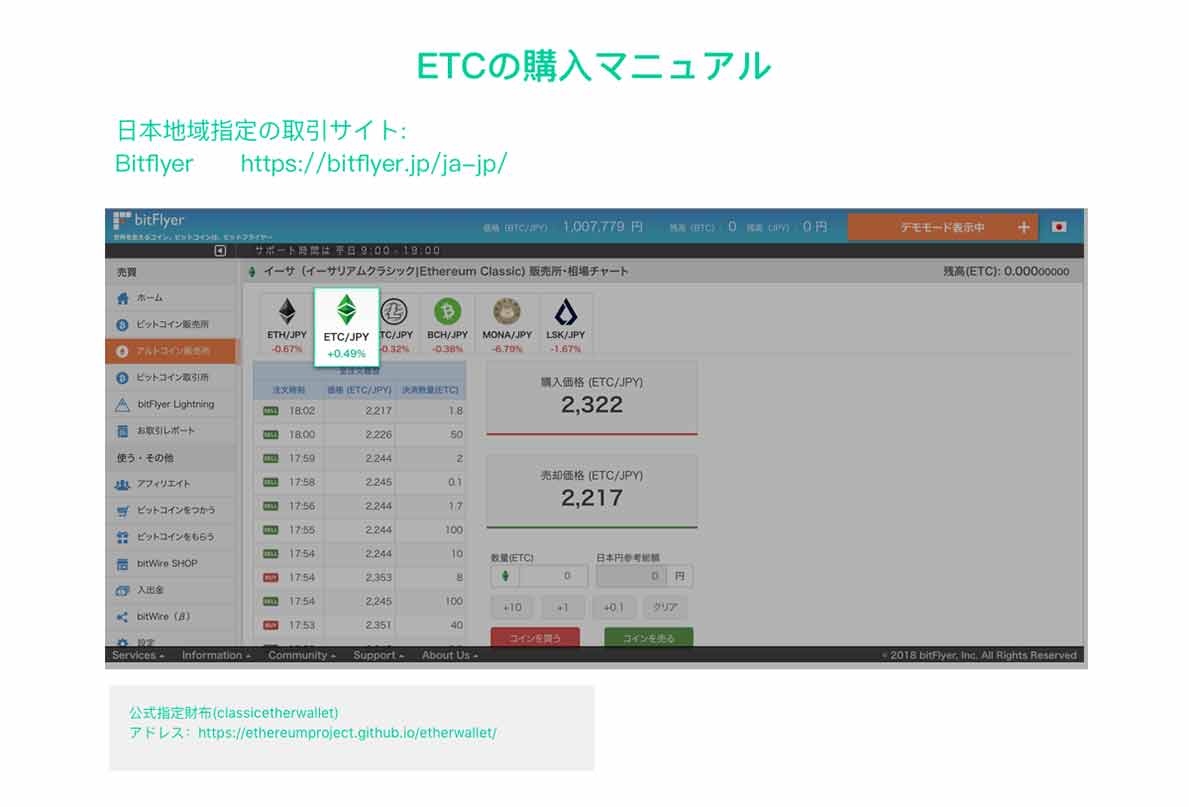 ETCの購入マニュアル
日本地域指定の取引サイト:
Bitflyer https://bitflyer.jp/ja-jp/
bitFlyer
世界を変えるコイン。ビットコインは、ビットフライヤー
価格 (BTC/JPY) : 1,007,779 円 残高 (BTC) : 0 残高 (JPY) : 0 円 デモモード表示中 +
サポート時間は 平日 9:00 - 19:00
売買
イーサ (イーサリアムクラシック|Ethereum Classic) 販売所・相場チャート 残高(ETC): 0.00000000
ホーム
ビットコイン販売所
アルトコイン販売所
ビットコイン取引所
bitFlyer Lightning
お取引レポート
使う・その他
アフィリエイト
ビットコインをつかう
ビットコインをもらう
bitWire SHOP
入出金
bitWire (β)
設定
ETH/JPY ETC/JPY TC/JPY BCH/JPY MONA/JPY LSK/JPY
-0.67% +0.49% -0.32% -0.38% -6.79% -1.67%
全注文履歴
注文時刻 価格 (ETC/JPY) 決済数量(ETC)
SELL 18:02 2,217 1.8
SELL 18:00 2,226 50
SELL 17:59 2,244 2
SELL 17:58 2,245 0.1
SELL 17:56 2,244 1.7
SELL 17:55 2,244 100
SELL 17:54 2,244 10
BUY 17:54 2,353 8
SELL 17:54 2,245 100
BUY 17:53 2,351 40
購入価格 (ETC/JPY)
2,322
売却価格 (ETC/JPY)
2,217
数量(ETC) 日本円参考総額
0 0 円
+10 +1 +0.1 クリア
コインを買う コインを売る
Services Information Community Support About Us © 2018 bitFlyer, Inc. All Rights Reserved
公式指定財布(classicetherwallet)
アドレス: https://ethereumproject.github.io/etherwallet/